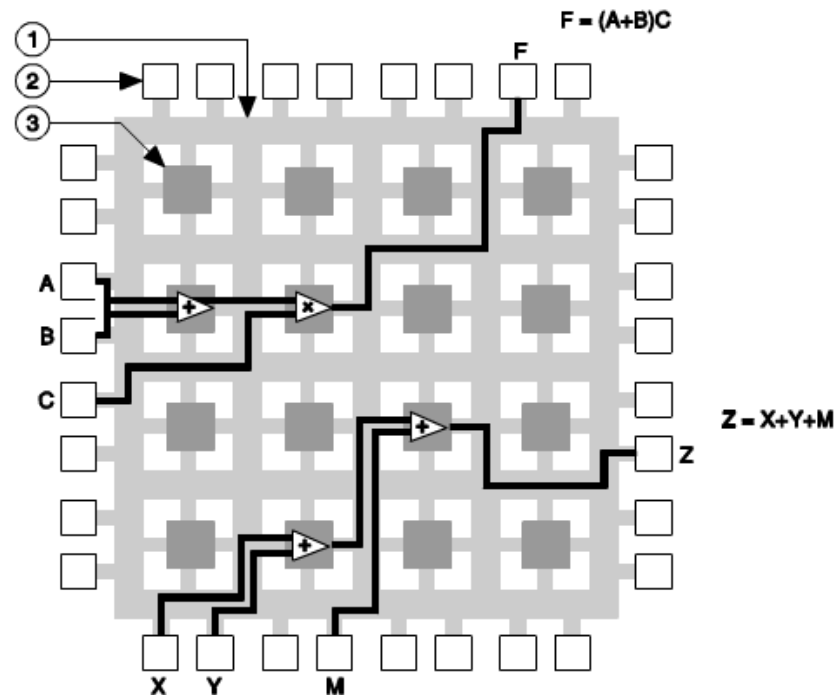 F = (A+B)C
1
F
2
3
A
+
×
B
C
+
Z = X+Y+M
Z
+
X
Y
M